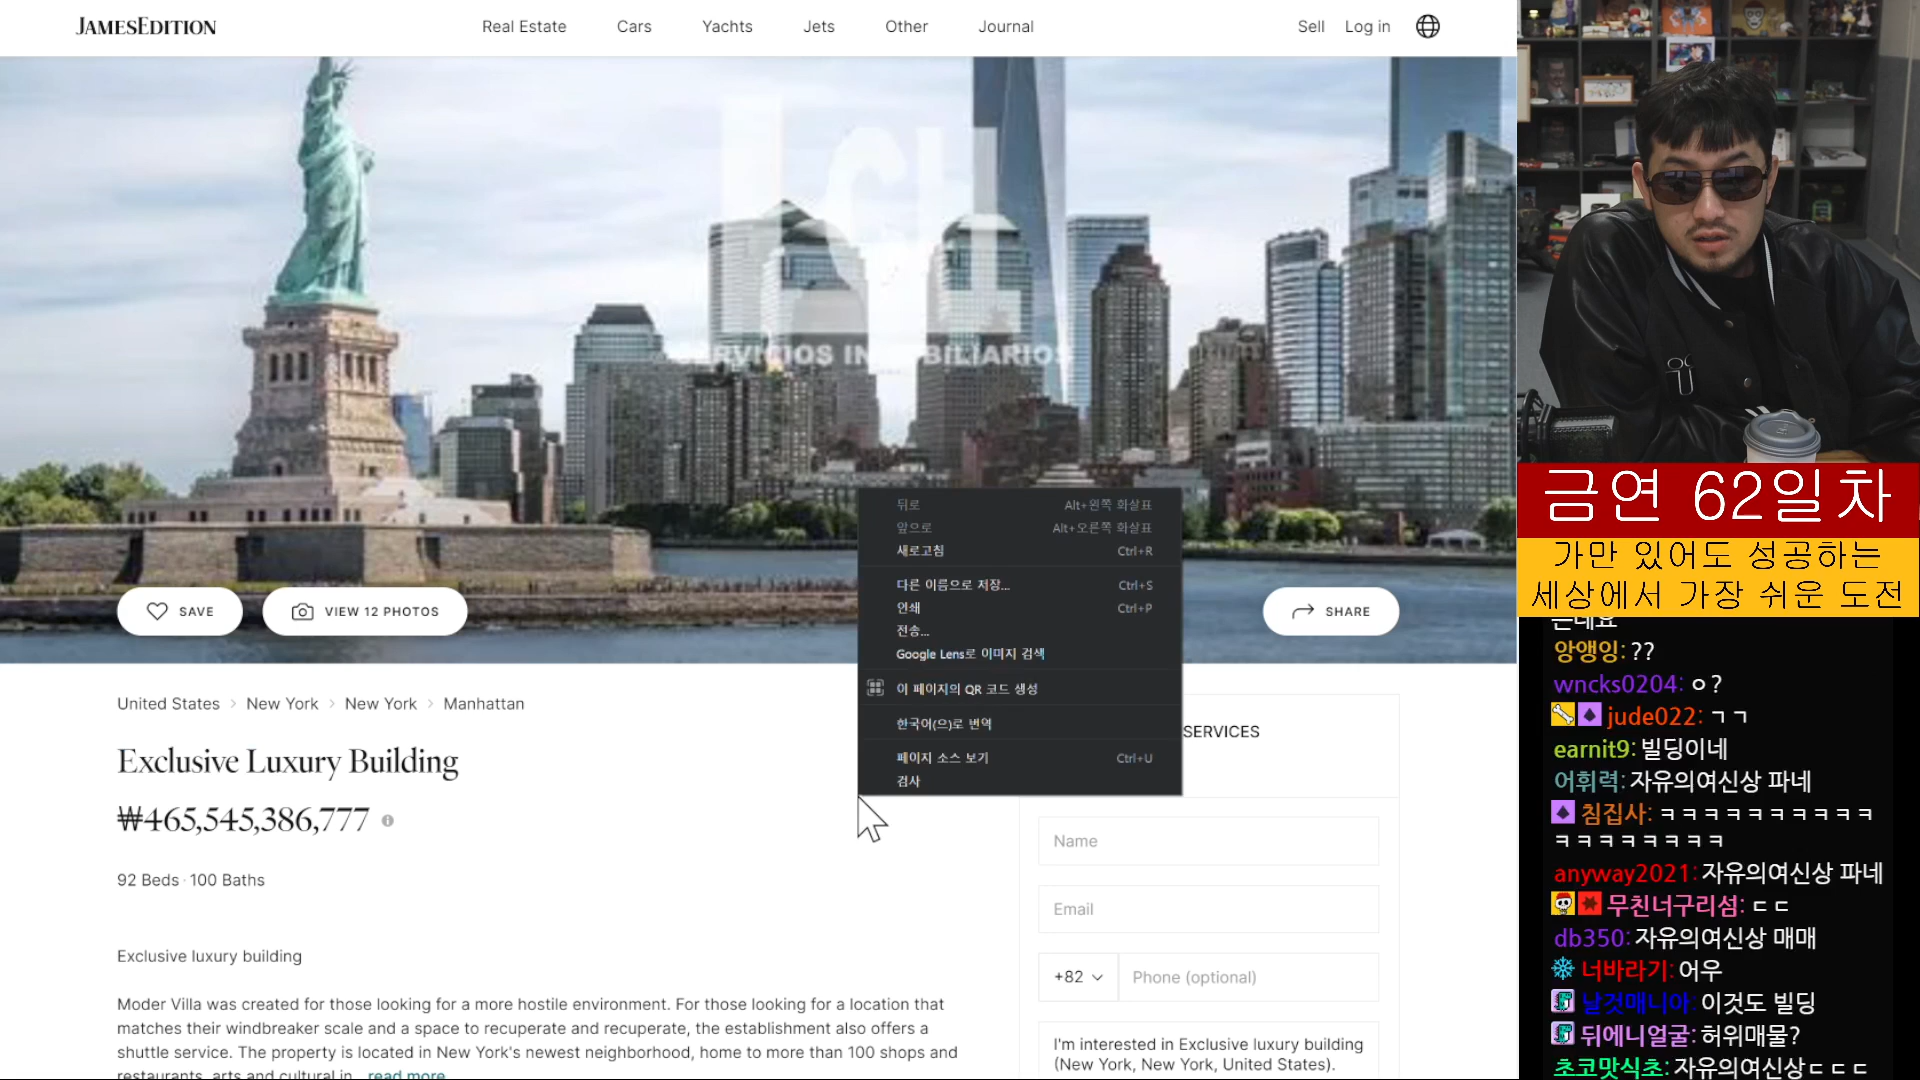 JAMESEDITION
Real Estate
Cars
Yachts
Jets
Other
Journal
Sell
Log in
SERVICIOS INMOBILIARIOS
SAVE
VIEW 12 PHOTOS
SHARE
뒤로 Alt+왼쪽 화살표
앞으로 Alt+오른쪽 화살표
새로고침 Ctrl+R
다른 이름으로 저장... Ctrl+S
인쇄 Ctrl+P
전송...
Google Lens로 이미지 검색
이 페이지의 QR 코드 생성
한국어(으)로 번역
페이지 소스 보기 Ctrl+U
검사
United States > New York > New York > Manhattan
Exclusive Luxury Building
₩465,545,386,777
92 Beds · 100 Baths
Exclusive luxury building
Moder Villa was created for those looking for a more hostile environment. For those looking for a location that
matches their windbreaker scale and a space to recuperate and recuperate, the establishment also offers a
shuttle service. The property is located in New York's newest neighborhood, home to more than 100 shops and
restaurants, arts and cultural in... read more
SERVICES
Name
Email
+82
Phone (optional)
I'm interested in Exclusive luxury building
(New York, New York, United States).
금연 62일차
가만 있어도 성공하는
세상에서 가장 쉬운 도전
는데요
앙앵잉: ??
wncks0204: ㅇ?
jude022: ㄱㄱ
earnit9: 빌딩이네
어휘력: 자유의여신상 파네
침집사: ㅋㅋㅋㅋㅋㅋㅋㅋㅋㅋ
ㅋㅋㅋㅋㅋㅋㅋㅋ
anyway2021: 자유의여신상 파네
무친너구리섬: ㄷㄷ
db350: 자유의여신상 매매
너바라기: 어우
날것매니아: 이것도 빌딩
뒤에니얼굴: 허위매물?
초코맛식초: 자유의여신상ㄷㄷㄷ